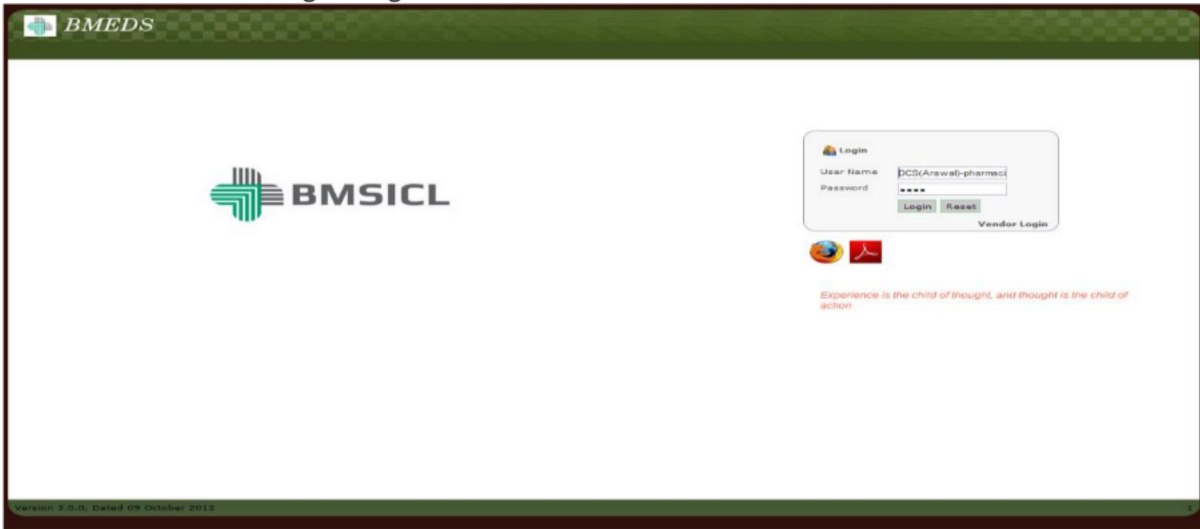 BMEDS
BMSICL
Login
User Name DCS(Arawal)-pharmaci
Password ••••
Login Reset
Vendor Login
Experience is the child of thought, and thought is the child of
action
Version 3.0.0, Dated 09 October 2012